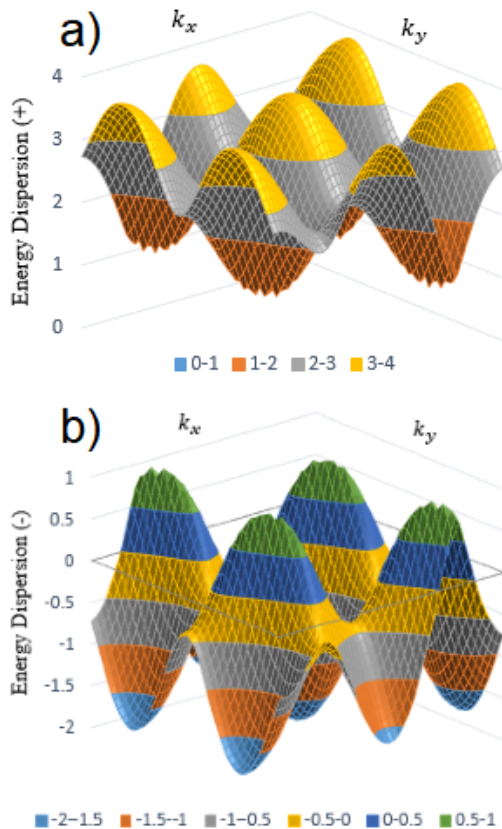 a)
k_x
k_y
Energy Dispersion (+)
4
3
2
1
0
0-1 1-2 2-3 3-4
b)
k_x
k_y
Energy Dispersion (-)
1
0.5
0
-0.5
-1
-1.5
-2
-2--1.5 -1.5--1 -1--0.5 -0.5-0 0-0.5 0.5-1